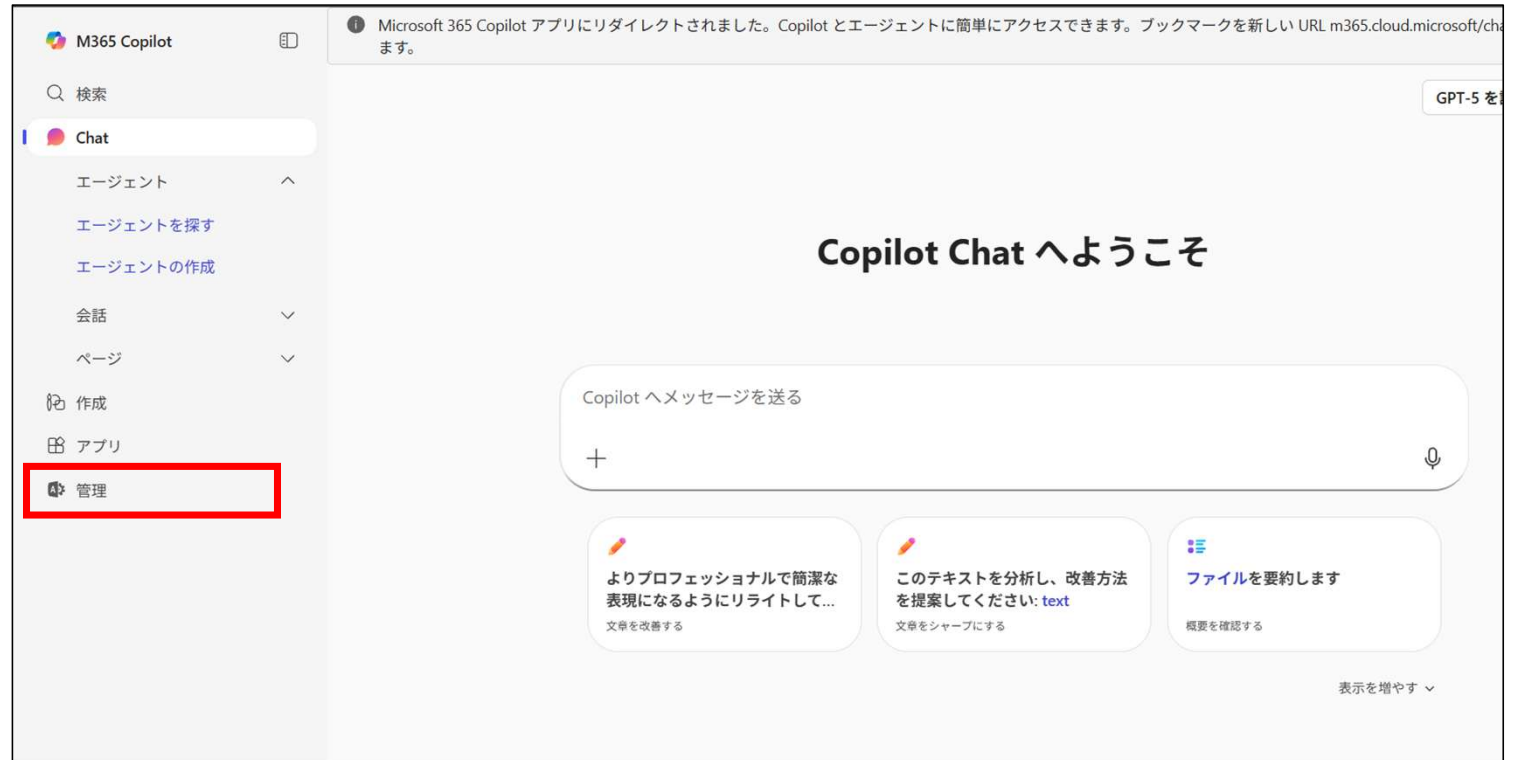 M365 Copilot
Microsoft 365 Copilot アプリにリダイレクトされました。Copilot とエージェントに簡単にアクセスできます。ブックマークを新しい URL m365.cloud.microsoft/cha
ます。
検索
GPT-5 を
Chat
エージェント
エージェントを探す
エージェントの作成
会話
ページ
作成
アプリ
管理
Copilot Chat へようこそ
Copilot へメッセージを送る
よりプロフェッショナルで簡潔な
表現になるようにリライトして...
文章を改善する
このテキストを分析し、改善方法
を提案してください: text
文章をシャープにする
ファイルを要約します
概要を確認する
表示を増やす